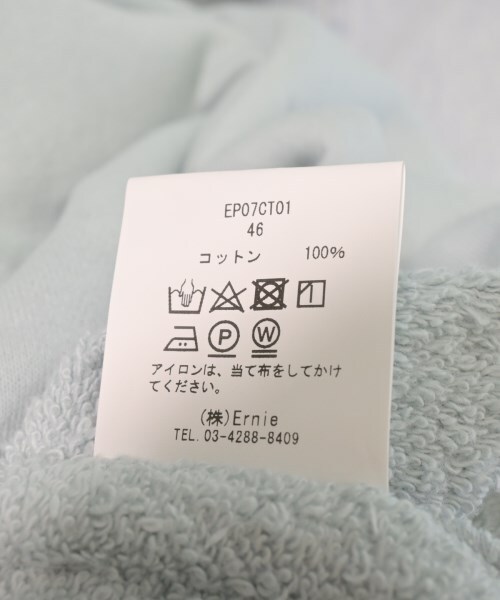 EP07CT01
46
コットン 100%
P W
アイロンは、当て布をしてかけ
てください。
(株)Ernie
TEL. 03-4288-8409